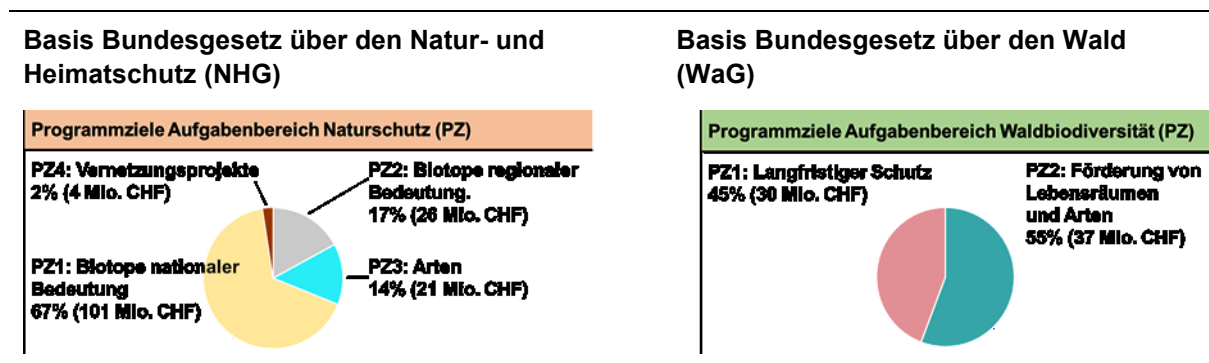 Basis Bundesgesetz über den Natur- und
Heimatschutz (NHG)
Programmziele Aufgabenbereich Naturschutz (PZ)
PZ4: Vernetzungsprojekte
2% (4 Mio. CHF)
PZ2: Biotope regionaler
Bedeutung.
17% (26 Mio. CHF)
PZ1: Biotope nationaler
Bedeutung
67% (101 Mio. CHF)
PZ3: Arten
14% (21 Mio. CHF)
Basis Bundesgesetz über den Wald
(WaG)
Programmziele Aufgabenbereich Waldbiodiversität (PZ)
PZ1: Langfristiger Schutz
45% (30 Mio. CHF)
PZ2: Förderung von
Lebensräumen
und Arten
55% (37 Mio. CHF)